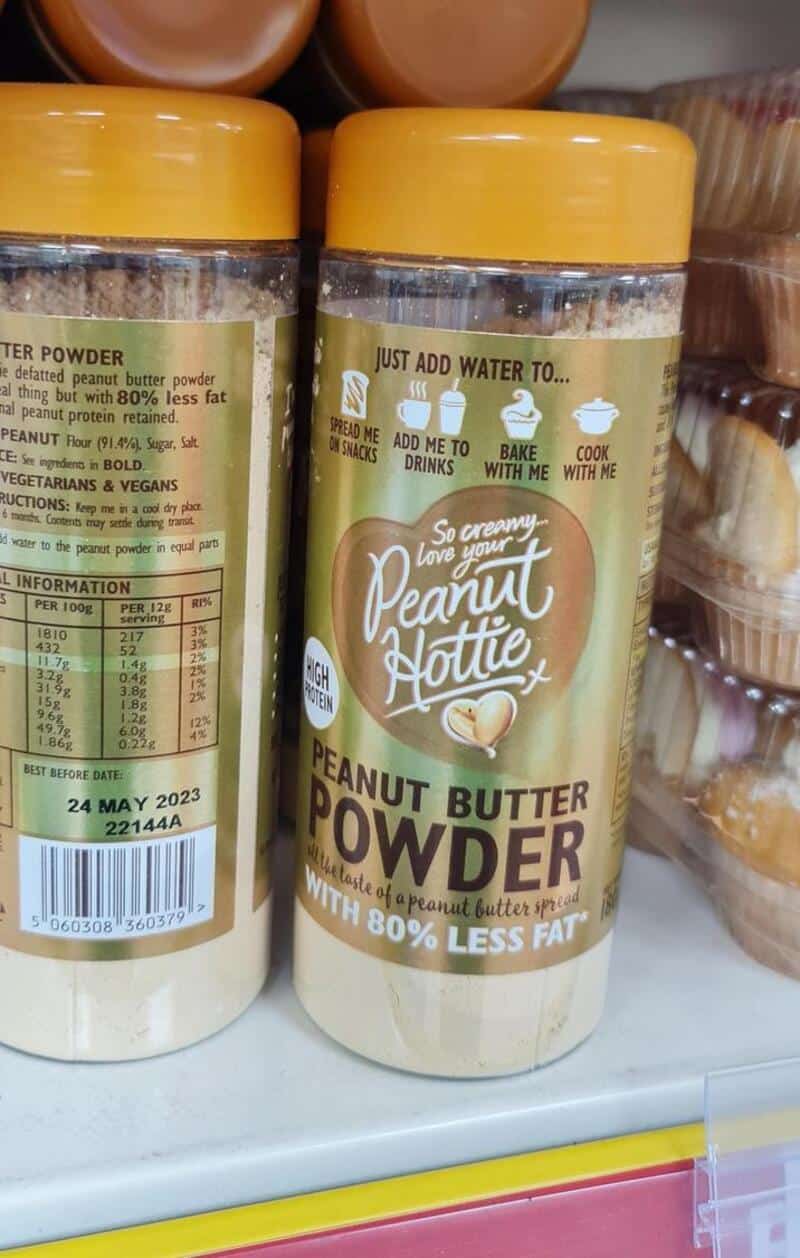 TER POWDER
defatted peanut butter powder
real thing but with 80% less fat
peanut protein retained.
PEANUT Flour (91.4%), Sugar, Salt.
See ingredients in BOLD.
VEGETARIANS & VEGANS
RUCTIONS: Keep me in a cool dry place.
6 months. Contents may settle during transit.
water to the peanut powder in equal parts
L INFORMATION
PER 100g PER 12g serving RI%
1810 217 3%
432 52 3%
11.7g 1.4g 2%
3.2g 0.4g 2%
31.9g 3.8g 1%
15g 1.8g 2%
9.6g 1.2g
49.7g 6.0g 12%
1.86g 0.22g 4%
BEST BEFORE DATE:
24 MAY 2023
22144A
5 060308 360379 >
JUST ADD WATER TO...
SPREAD ME
ON SNACKS
ADD ME TO
DRINKS
BAKE
WITH ME
COOK
WITH ME
So creamy...
love your
Peanut
Hottie x
HIGH
PROTEIN
PEANUT BUTTER
POWDER
all the taste of a peanut butter spread
WITH 80% LESS FAT*